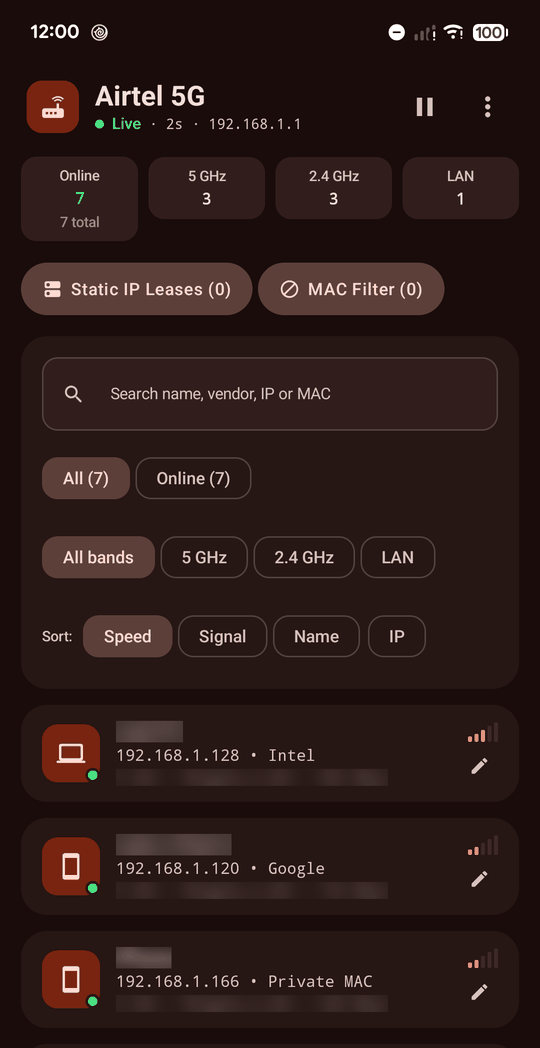 12:00
100
Airtel 5G
Live · 2s · 192.168.1.1
Online
7
7 total
5 GHz
3
2.4 GHz
3
LAN
1
Static IP Leases (0)
MAC Filter (0)
Search name, vendor, IP or MAC
All (7)
Online (7)
All bands
5 GHz
2.4 GHz
LAN
Sort:
Speed
Signal
Name
IP
192.168.1.128 • Intel
192.168.1.120 • Google
192.168.1.166 • Private MAC